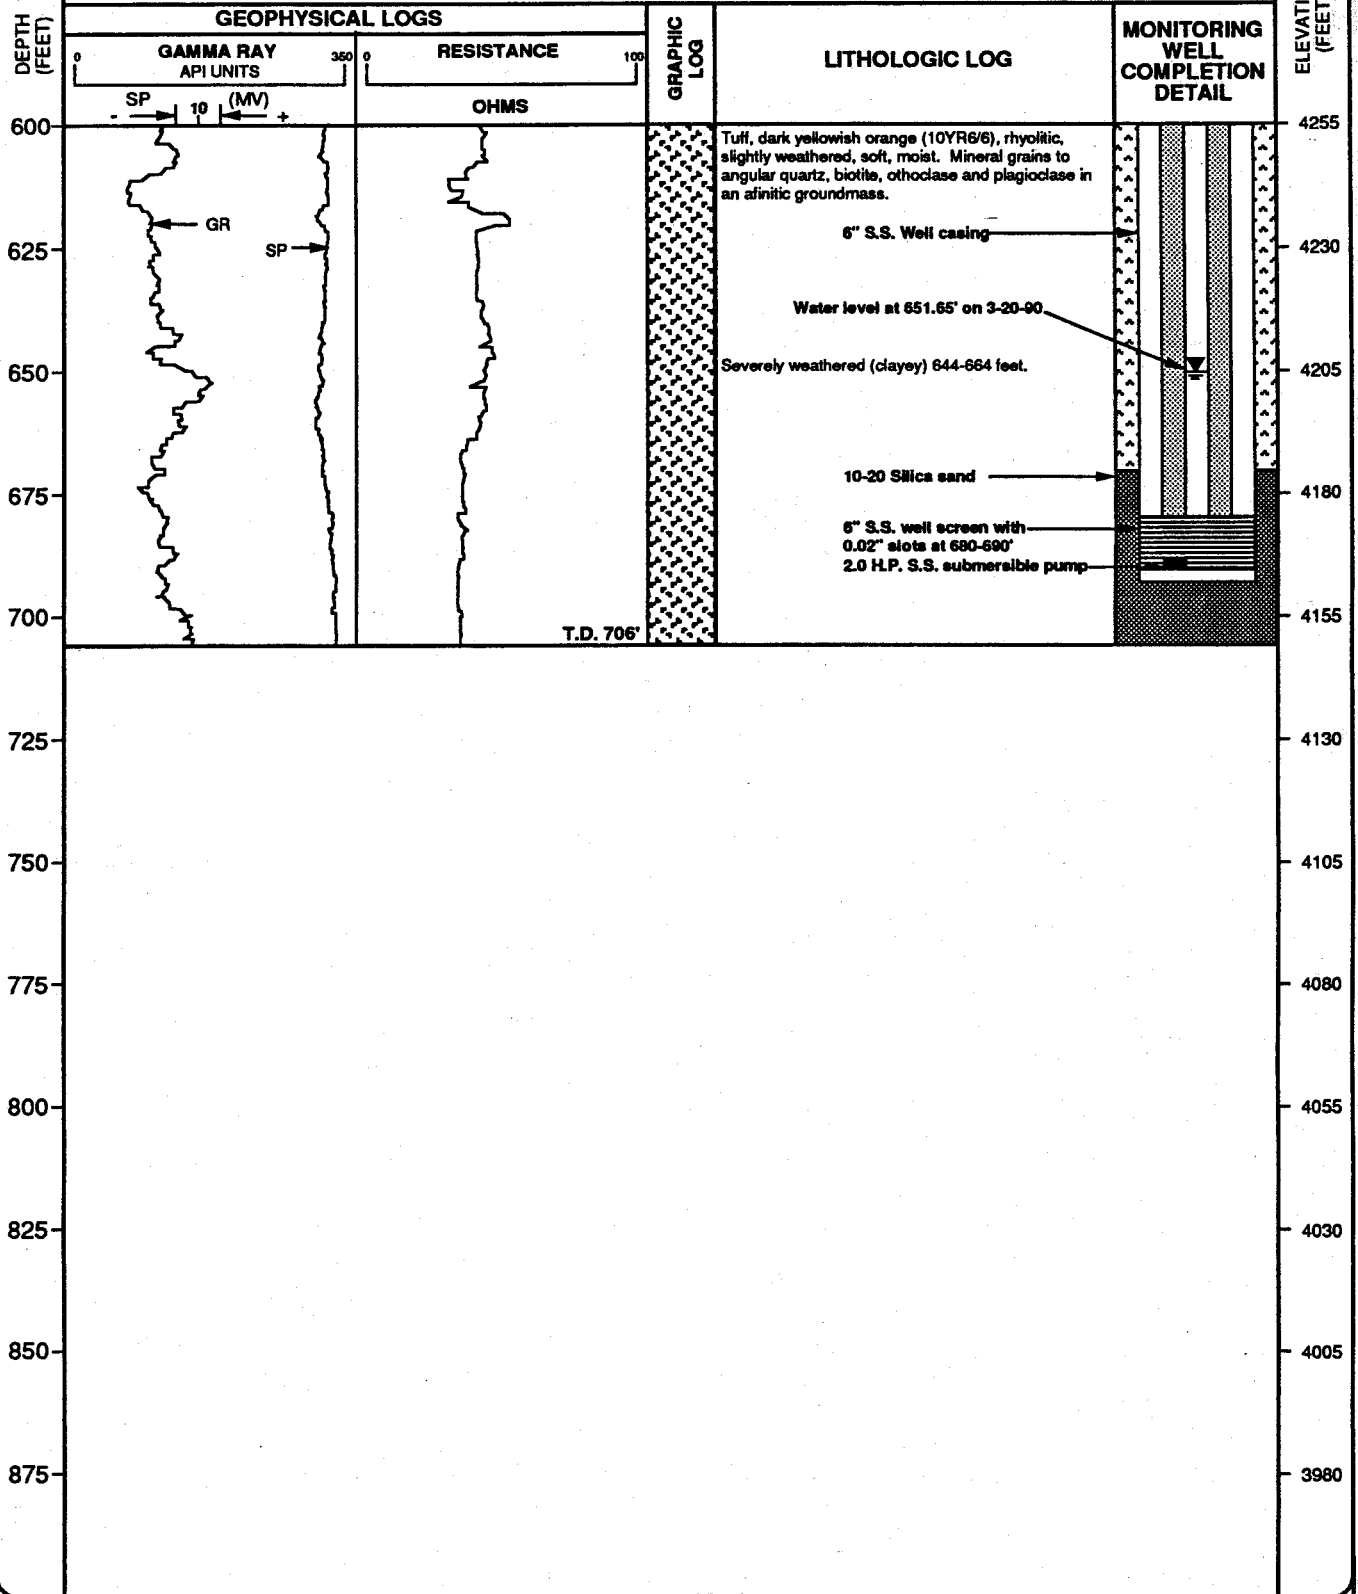 DEPTH
(FEET)
GEOPHYSICAL LOGS
GAMMA RAY
API UNITS
0
350
SP
10
(MV)
-
+
RESISTANCE
0
100
OHMS
GRAPHIC
LOG
LITHOLOGIC LOG
MONITORING
WELL
COMPLETION
DETAIL
ELEVATI
(FEET
600
625
650
675
700
725
750
775
800
825
850
875
GR
SP
T.D. 706'
Tuff, dark yellowish orange (10YR6/6), rhyolitic,
slightly weathered, soft, moist. Mineral grains to
angular quartz, biotite, othoclase and plagioclase in
an afinitic groundmass.
6" S.S. Well casing
Water level at 651.65' on 3-20-90
Severely weathered (clayey) 644-664 feet.
10-20 Silica sand
6" S.S. well screen with
0.02" slots at 680-690'
2.0 H.P. S.S. submersible pump
4255
4230
4205
4180
4155
4130
4105
4080
4055
4030
4005
3980